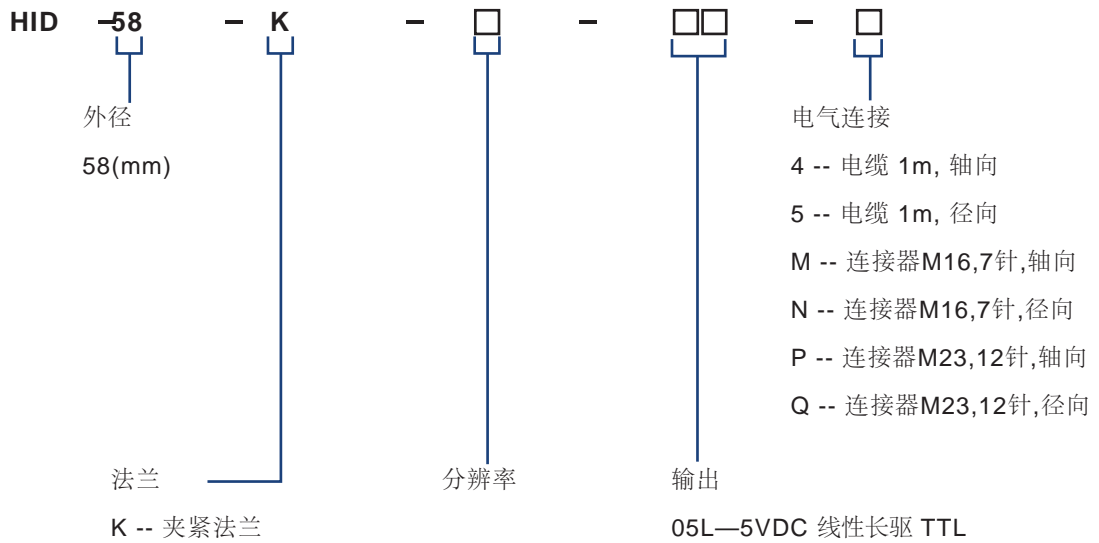 HID -58 - K - □ - □□ - □
外径
58(mm)
电气连接
4 -- 电缆 1m, 轴向
5 -- 电缆 1m, 径向
M -- 连接器M16,7针,轴向
N -- 连接器M16,7针,径向
P -- 连接器M23,12针,轴向
Q -- 连接器M23,12针,径向
法兰
K -- 夹紧法兰
分辨率
输出
05L—5VDC 线性长驱 TTL